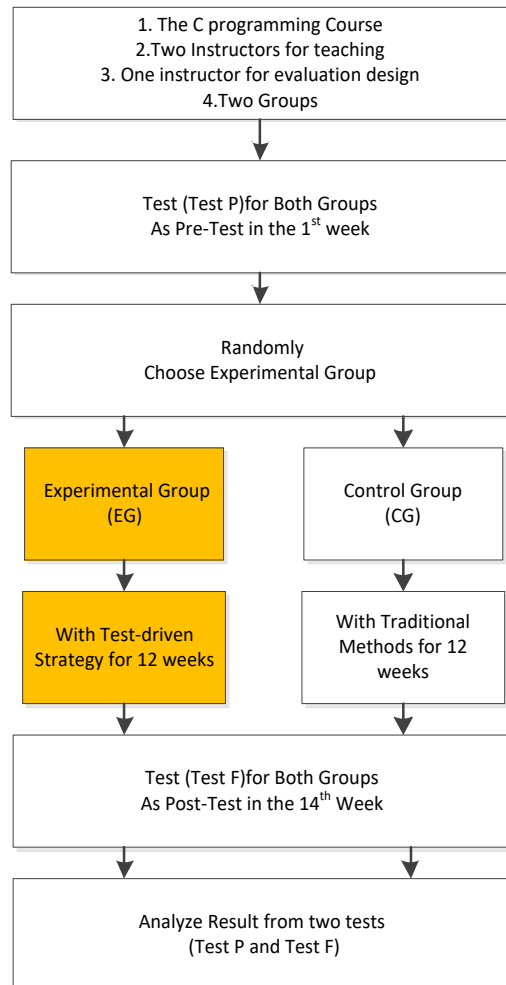 1. The C programming Course
2.Two Instructors for teaching
3. One instructor for evaluation design
4.Two Groups
Test (Test P)for Both Groups
As Pre-Test in the 1st week
Randomly
Choose Experimental Group
Experimental Group
(EG)
Control Group
(CG)
With Test-driven
Strategy for 12 weeks
With Traditional
Methods for 12
weeks
Test (Test F)for Both Groups
As Post-Test in the 14th Week
Analyze Result from two tests
(Test P and Test F)